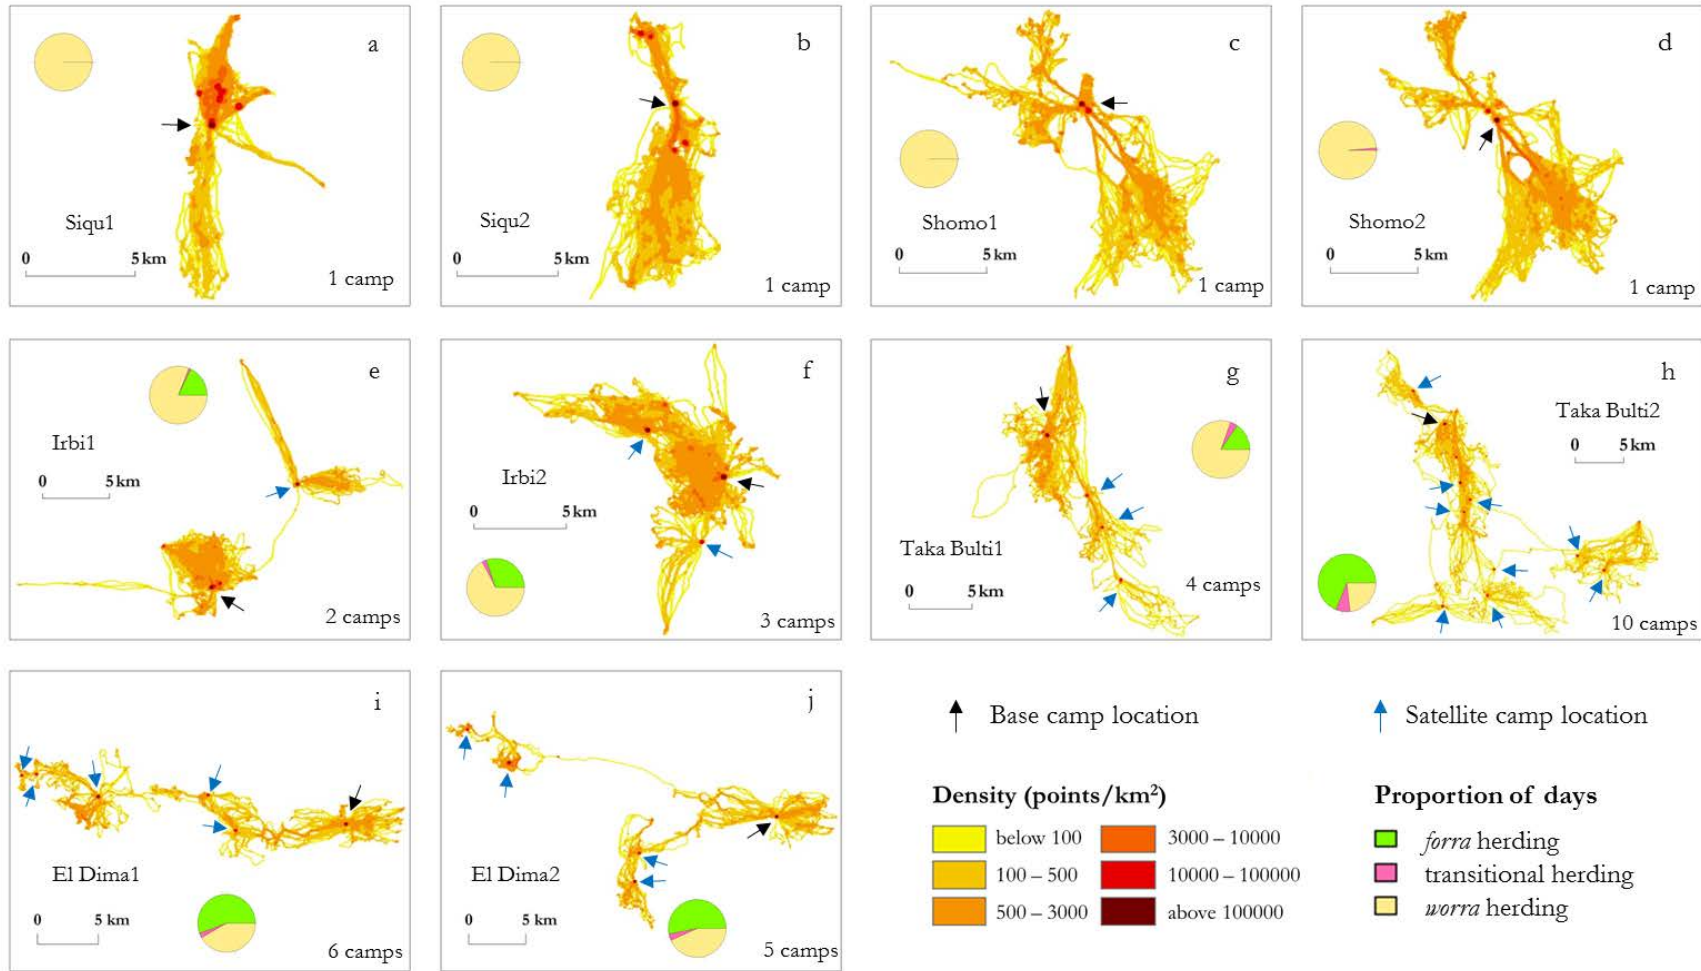 a
Siqu1
0 5 km
1 camp
b
Siqu2
0 5 km
1 camp
c
Shomo1
0 5 km
1 camp
d
Shomo2
0 5 km
1 camp
e
Irbi1
0 5 km
2 camps
f
Irbi2
0 5 km
3 camps
g
Taka Bulti1
0 5 km
4 camps
h
Taka Bulti2
0 5 km
10 camps
i
El Dima1
0 5 km
6 camps
j
El Dima2
0 5 km
5 camps
Base camp location
Satellite camp location
Density (points/km²)
below 100
3000 – 10000
100 – 500
10000 – 100000
500 – 3000
above 100000
Proportion of days
forra herding
transitional herding
worra herding